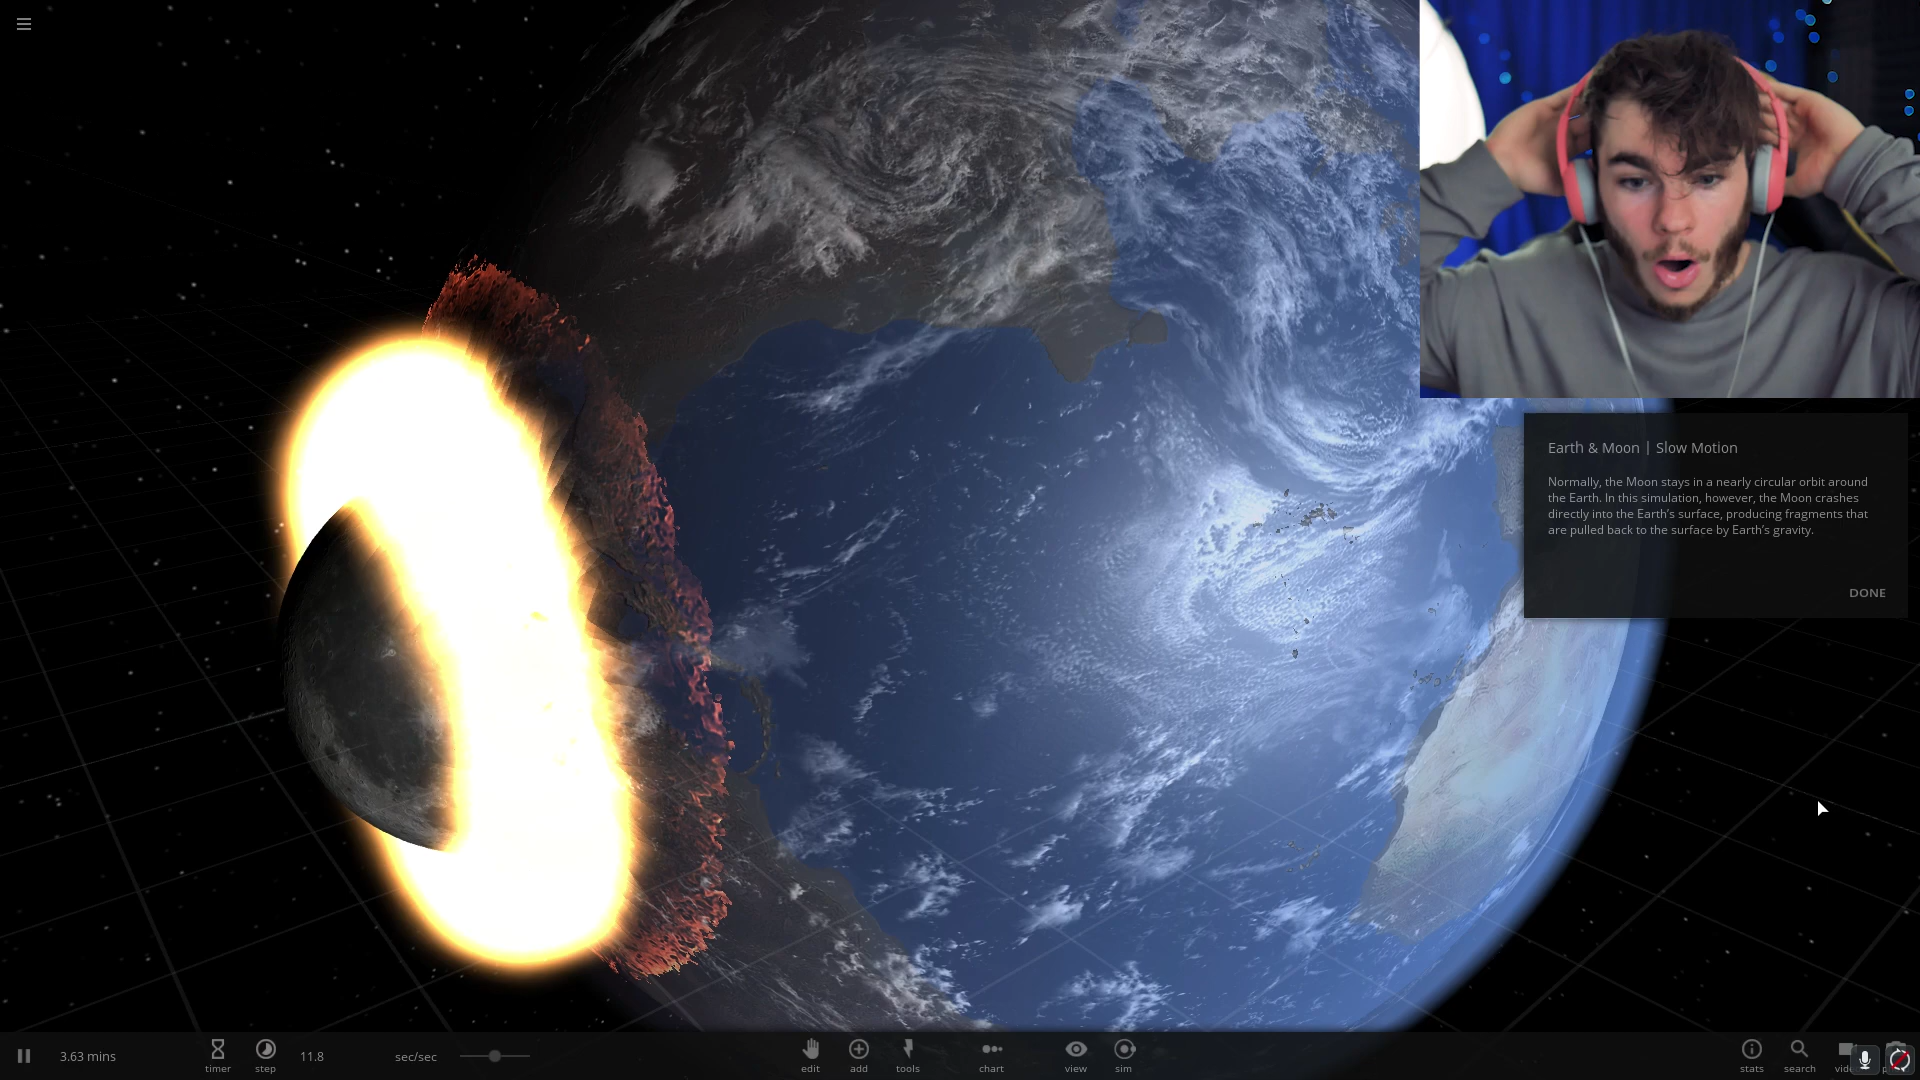 Earth & Moon | Slow Motion
Normally, the Moon stays in a nearly circular orbit around
the Earth. In this simulation, however, the Moon crashes
directly into the Earth's surface, producing fragments that
are pulled back to the surface by Earth's gravity.
DONE
3.63 mins
timer
step
11.8
sec/sec
edit
add
tools
chart
view
sim
stats
search